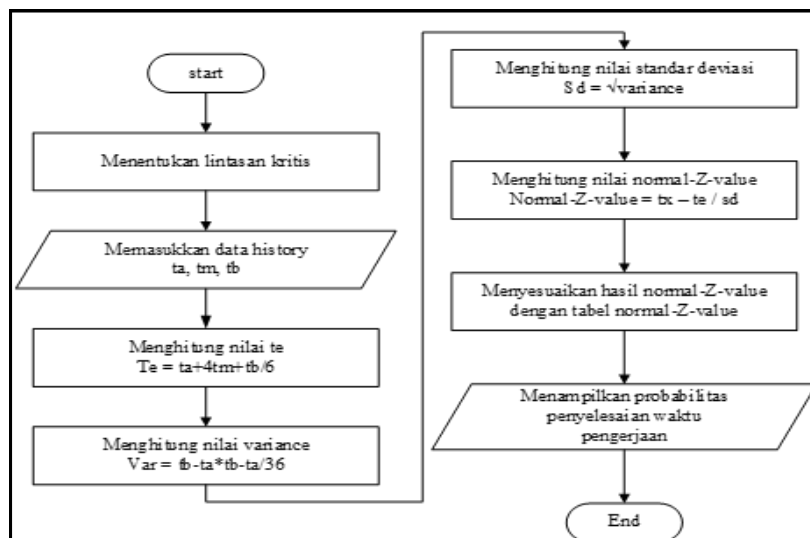 start
Menentukan lintasan kritis
Memasukkan data history
ta, tm, tb
Menghitung nilai te
Te = ta+4tm+tb/6
Menghitung nilai variance
Var = tb-ta*tb-ta/36
Menghitung nilai standar deviasi
Sd = √variance
Menghitung nilai normal-Z-value
Normal-Z-value = tx – te / sd
Menyesuaikan hasil normal-Z-value
dengan tabel normal-Z-value
Menampilkan probabilitas
penyelesaian waktu
pengerjaan
End